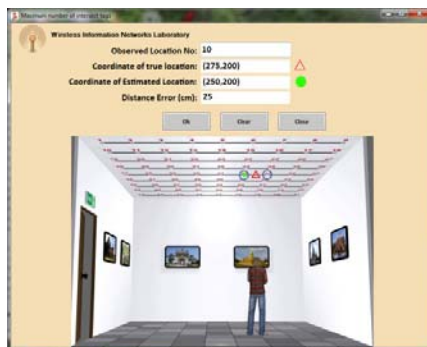 Maximum number of intersect tags
Wireless Information Networks Laboratory
Observed Location No: 10
Coordinate of true location: (275,200)
Coordinate of Estimated Location: (250,200)
Distance Error (cm): 25
Ok Clear Close